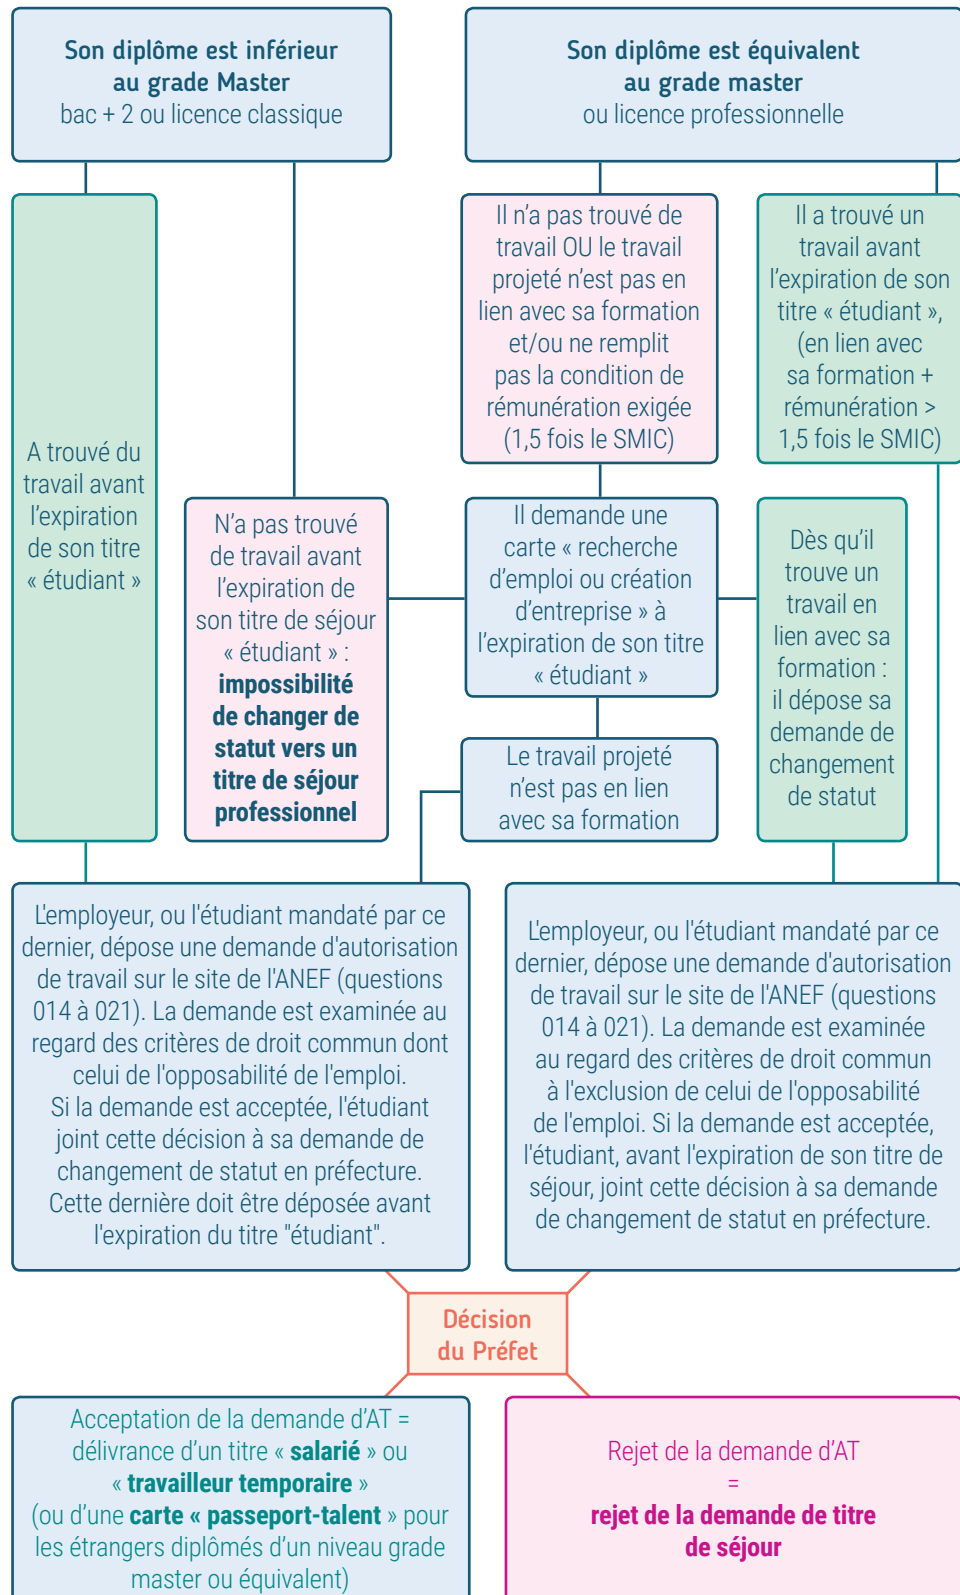 Son diplôme est inférieur
au grade Master
bac + 2 ou licence classique
Son diplôme est équivalent
au grade master
ou licence professionnelle
A trouvé du
travail avant
l'expiration
de son titre
« étudiant »
N'a pas trouvé
de travail avant
l'expiration de
son titre de séjour
« étudiant » :
impossibilité
de changer de
statut vers un
titre de séjour
professionnel
Il n'a pas trouvé de
travail OU le travail
projeté n'est pas en
lien avec sa formation
et/ou ne remplit
pas la condition de
rémunération exigée
(1,5 fois le SMIC)
Il a trouvé un
travail avant
l'expiration de son
titre « étudiant »,
(en lien avec
sa formation +
rémunération >
1,5 fois le SMIC)
Il demande une
carte « recherche
d'emploi ou création
d'entreprise » à
l'expiration de son titre
« étudiant »
Dès qu'il
trouve un
travail en
lien avec sa
formation :
il dépose sa
demande de
changement
de statut
Le travail projeté
n'est pas en lien
avec sa formation
L'employeur, ou l'étudiant mandaté par ce
dernier, dépose une demande d'autorisation
de travail sur le site de l'ANEF (questions
014 à 021). La demande est examinée au
regard des critères de droit commun dont
celui de l'opposabilité de l'emploi.
Si la demande est acceptée, l'étudiant
joint cette décision à sa demande de
changement de statut en préfecture.
Cette dernière doit être déposée avant
l'expiration du titre "étudiant".
L'employeur, ou l'étudiant mandaté par ce
dernier, dépose une demande d'autorisation
de travail sur le site de l'ANEF (questions
014 à 021). La demande est examinée
au regard des critères de droit commun
à l'exclusion de celui de l'opposabilité
de l'emploi. Si la demande est acceptée,
l'étudiant, avant l'expiration de son titre de
séjour, joint cette décision à sa demande
de changement de statut en préfecture.
Décision
du Préfet
Acceptation de la demande d'AT =
délivrance d'un titre « salarié » ou
« travailleur temporaire »
(ou d'une carte « passeport-talent » pour
les étrangers diplômés d'un niveau grade
master ou équivalent)
Rejet de la demande d'AT
=
rejet de la demande de titre
de séjour